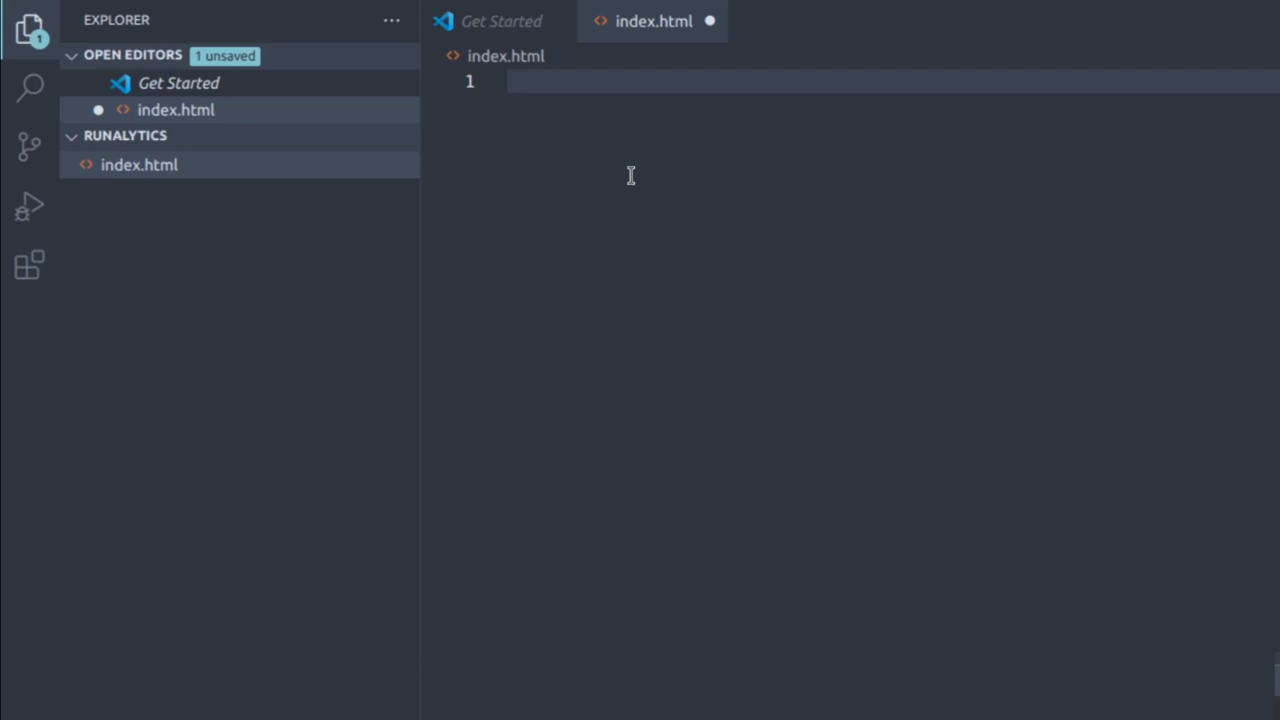 EXPLORER
Get Started
index.html
OPEN EDITORS 1 unsaved
index.html
Get Started
1
index.html
RUNALYTICS
index.html
1